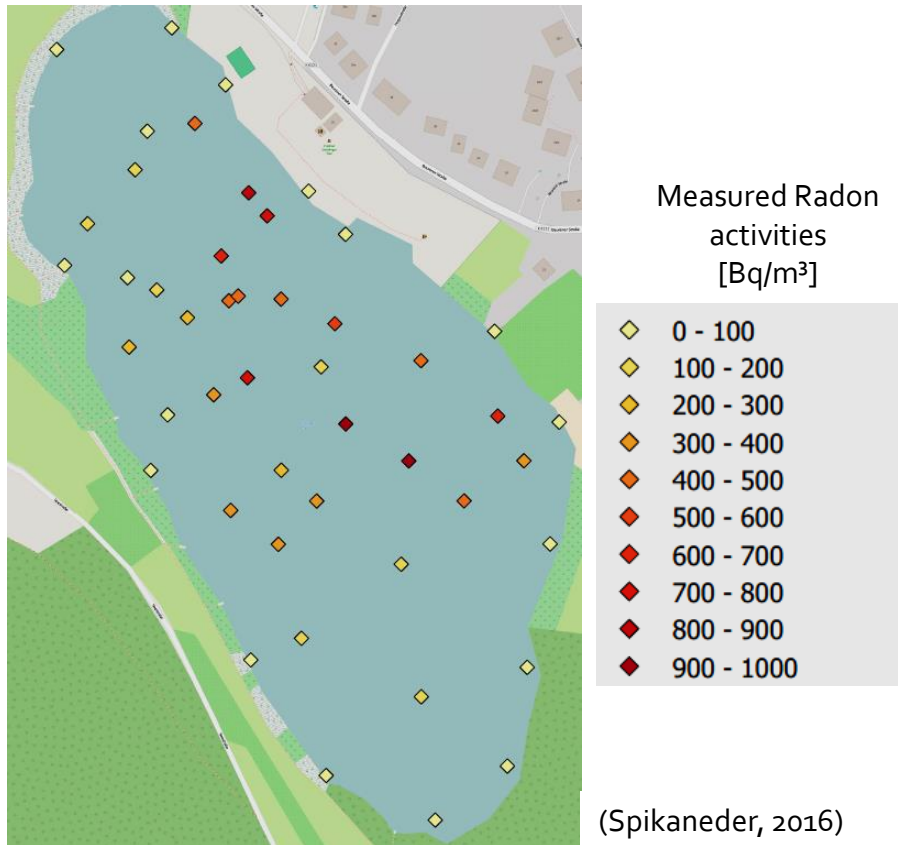 Measured Radon
activities
[Bq/m³]
0 - 100
100 - 200
200 - 300
300 - 400
400 - 500
500 - 600
600 - 700
700 - 800
800 - 900
900 - 1000
(Spikaneder, 2016)